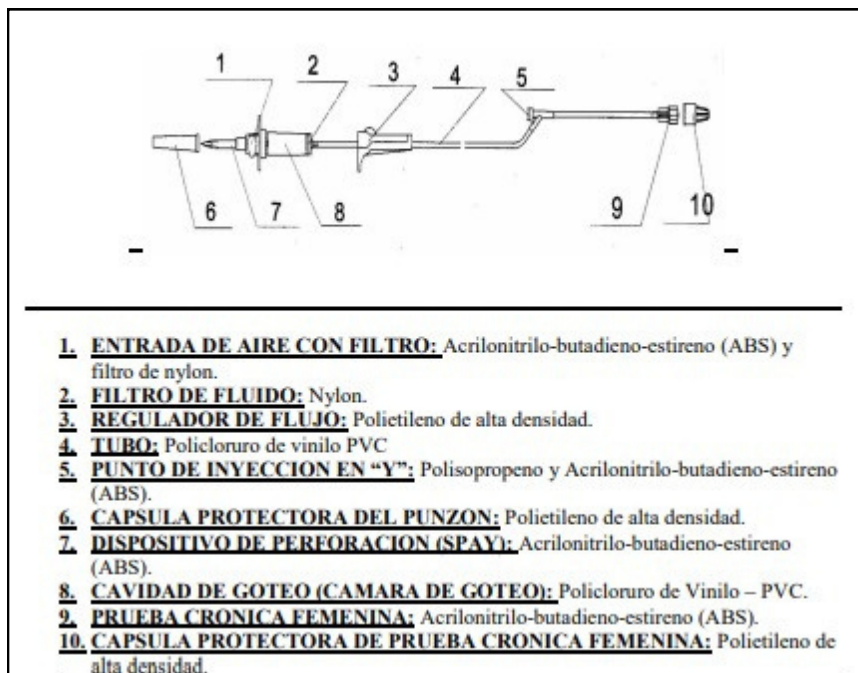 1 2 3 4 5
6 7 8 9 10
1. ENTRADA DE AIRE CON FILTRO: Acrilonitrilo-butadieno-estireno (ABS) y
filtro de nylon.
2. FILTRO DE FLUIDO: Nylon.
3. REGULADOR DE FLUJO: Polietileno de alta densidad.
4. TUBO: Policloruro de vinilo PVC
5. PUNTO DE INYECCION EN “Y”: Polisopropeno y Acrilonitrilo-butadieno-estireno
(ABS).
6. CAPSULA PROTECTORA DEL PUNZON: Polietileno de alta densidad.
7. DISPOSITIVO DE PERFORACION (SPAY): Acrilonitrilo-butadieno-estireno
(ABS).
8. CAVIDAD DE GOTEO (CAMARA DE GOTEO): Policloruro de Vinilo – PVC.
9. PRUEBA CRONICA FEMENINA: Acrilonitrilo-butadieno-estireno (ABS).
10. CAPSULA PROTECTORA DE PRUEBA CRONICA FEMENINA: Polietileno de
alta densidad.